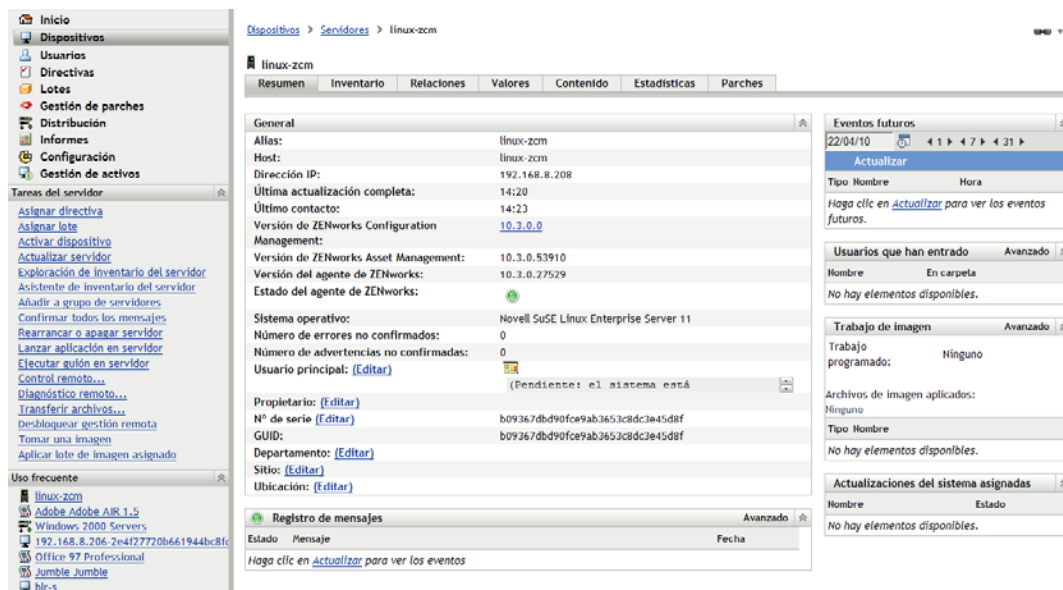 Inicio
Dispositivos
Usuarios
Directivas
Lotes
Gestión de parches
Distribución
Informes
Configuración
Gestión de activos
Tareas del servidor
Asignar directiva
Asignar lote
Activar dispositivo
Actualizar servidor
Exploración de inventario del servidor
Asistente de inventario del servidor
Añadir a grupo de servidores
Confirmar todos los mensajes
Rearrancar o apagar servidor
Lanzar aplicación en servidor
Ejecutar guión en servidor
Control remoto...
Diagnóstico remoto...
Transferir archivos...
Desbloquear gestión remota
Tomar una imagen
Aplicar lote de imagen asignado
Uso frecuente
linux-zcm
Adobe Adobe AIR 1.5
Windows 2000 Servers
192.168.8.206-2e4f27720b661944bc8fc
Office 97 Professional
Jumble Jumble
blr-s
Dispositivos > Servidores > linux-zcm
linux-zcm
Resumen Inventario Relaciones Valores Contenido Estadísticas Parches
General
Alias: linux-zcm
Host: linux-zcm
Dirección IP: 192.168.8.208
Última actualización completa: 14:20
Último contacto: 14:23
Versión de ZENworks Configuration Management: 10.3.0.0
Versión de ZENworks Asset Management: 10.3.0.53910
Versión del agente de ZENworks: 10.3.0.27529
Estado del agente de ZENworks:
Sistema operativo: Novell SuSE Linux Enterprise Server 11
Número de errores no confirmados: 0
Número de advertencias no confirmadas: 0
Usuario principal: (Editar)
(Pendiente: el sistema está
Propietario: (Editar)
Nº de serie (Editar) b09367dbd90fce9ab3653c8dc3e45d8f
GUID: b09367dbd90fce9ab3653c8dc3e45d8f
Departamento: (Editar)
Sitio: (Editar)
Ubicación: (Editar)
Registro de mensajes Avanzado
Estado Mensaje Fecha
Haga clic en Actualizar para ver los eventos
Eventos futuros
22/04/10 1 7 31
Actualizar
Tipo Nombre Hora
Haga clic en Actualizar para ver los eventos
futuros.
Usuarios que han entrado Avanzado
Nombre En carpeta
No hay elementos disponibles.
Trabajo de imagen Avanzado
Trabajo
programado: Ninguno
Archivos de imagen aplicados:
Ninguno
Tipo Nombre
No hay elementos disponibles.
Actualizaciones del sistema asignadas
Nombre Estado
No hay elementos disponibles.